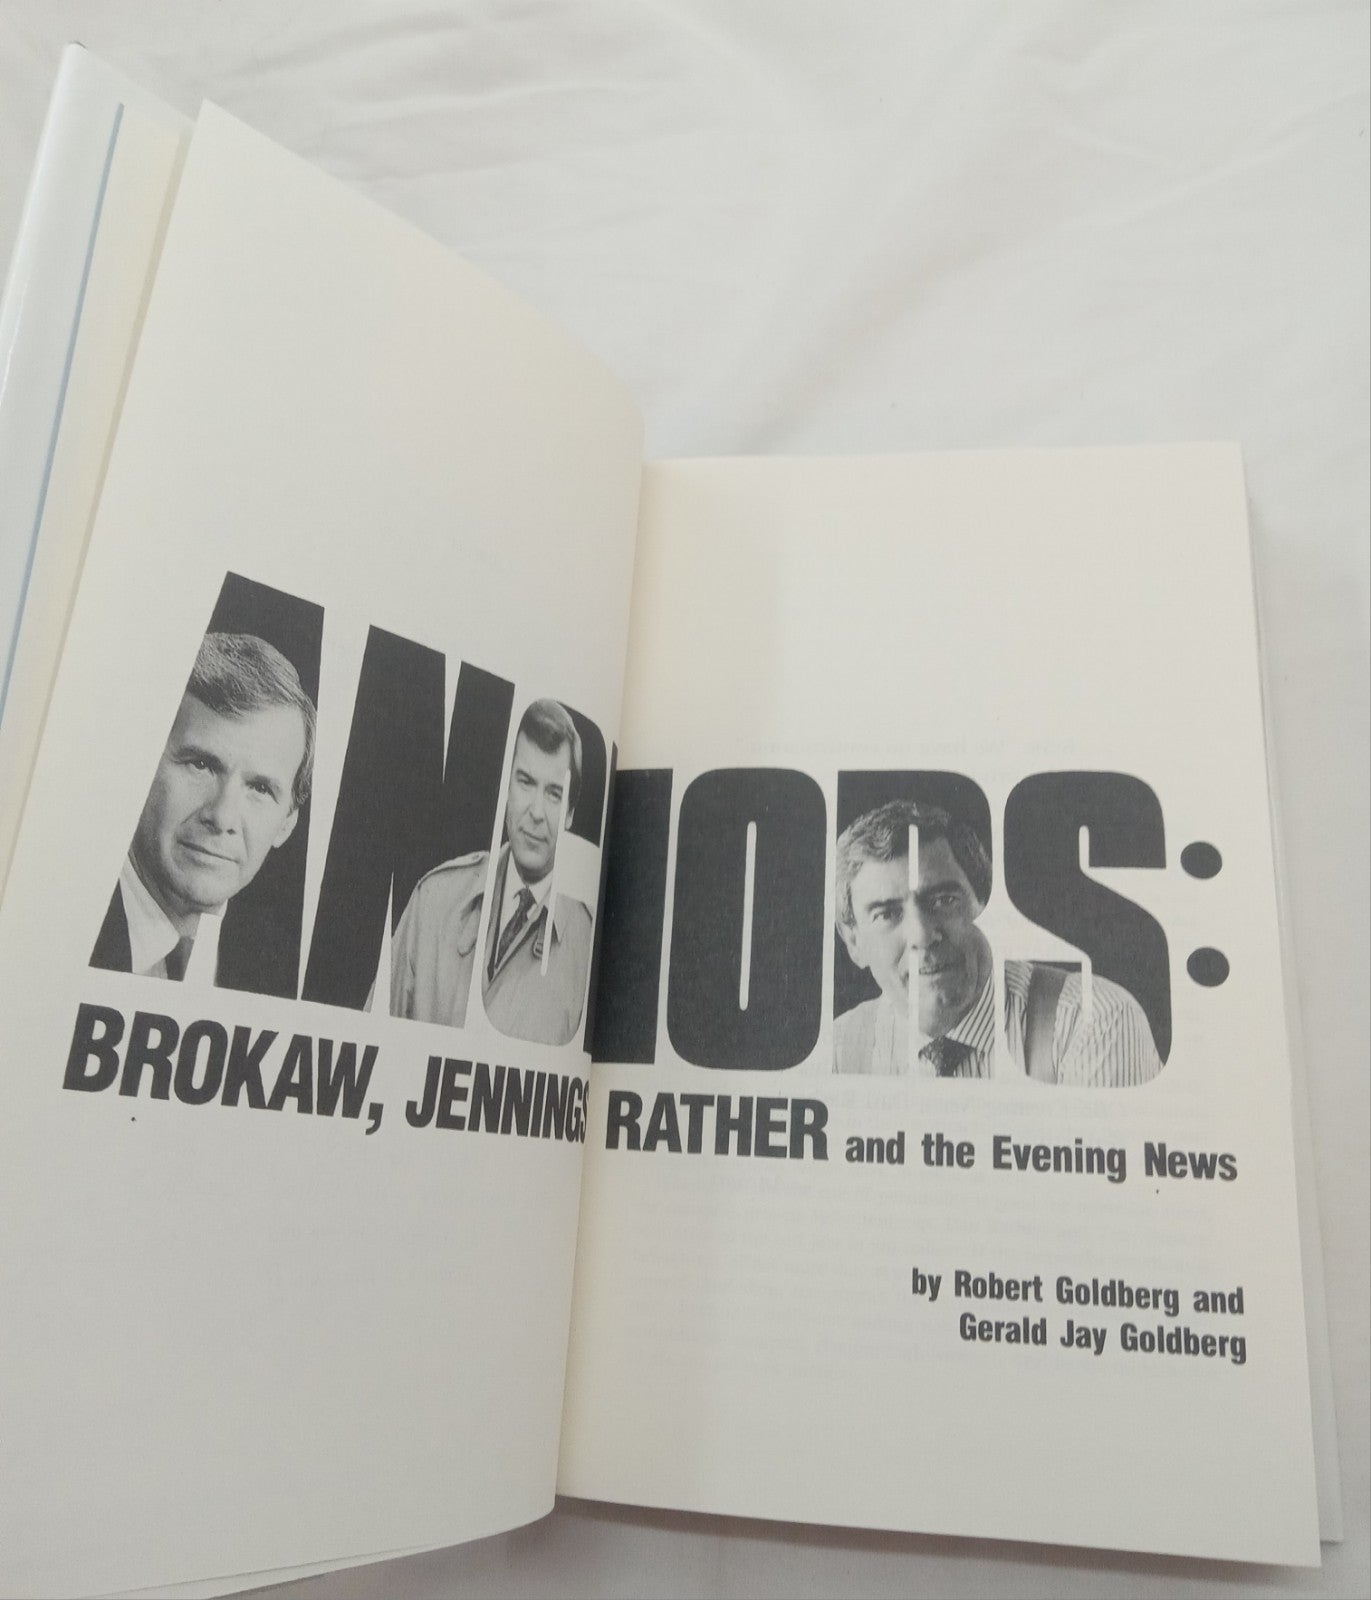 ANCHORS:
BROKAW, JENNINGS RATHER and the Evening News
by Robert Goldberg and
Gerald Jay Goldberg